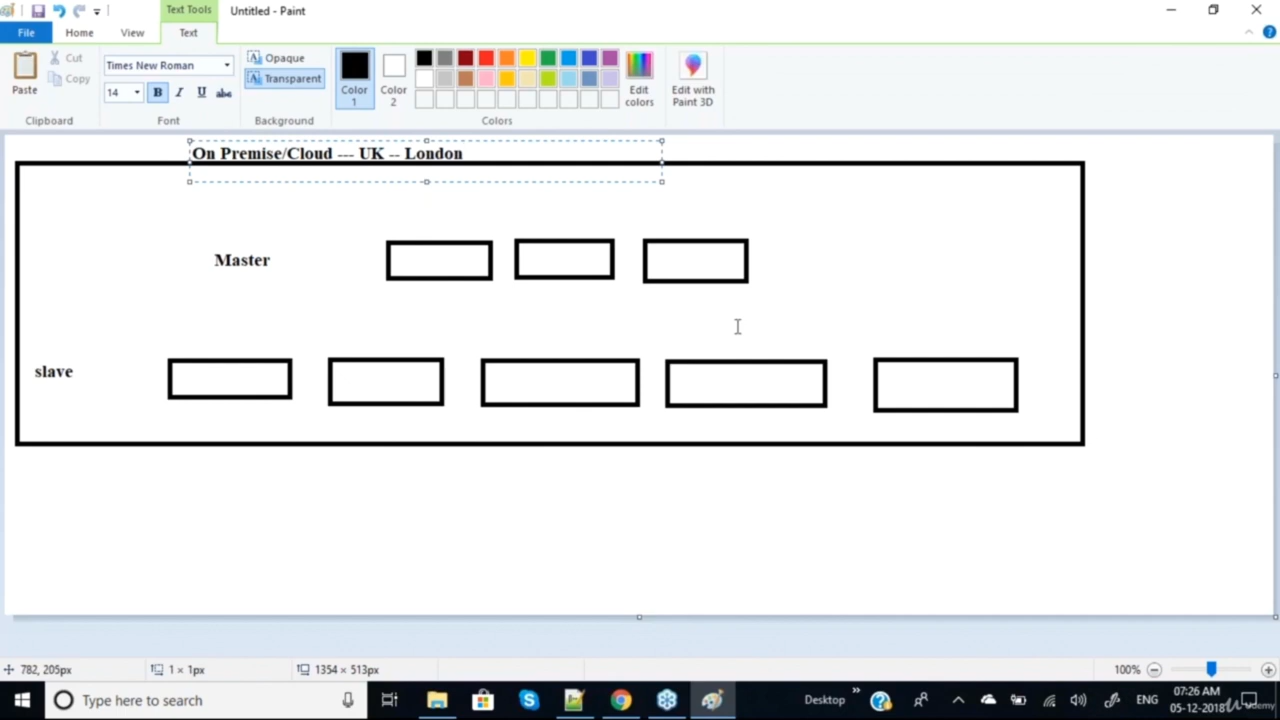 Text Tools
Untitled - Paint
File
Home
View
Text
Paste
Cut
Copy
Clipboard
Times New Roman
14
B
I
U
abc
Font
Opaque
Transparent
Background
Color 1
Color 2
Edit colors
Colors
Edit with Paint 3D
On Premise/Cloud --- UK -- London
Master
slave
782, 205px
1 × 1px
1354 × 513px
100%
Type here to search
Desktop
ENG
07:26 AM
05-12-2018
Udemy